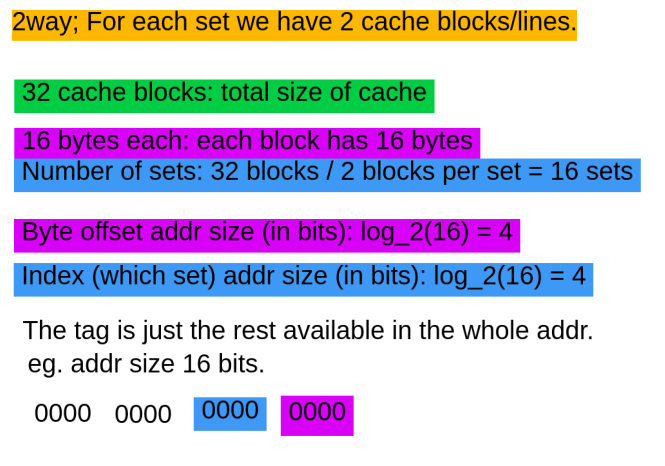 2way; For each set we have 2 cache blocks/lines.
32 cache blocks: total size of cache
16 bytes each: each block has 16 bytes
Number of sets: 32 blocks / 2 blocks per set = 16 sets
Byte offset addr size (in bits): log_2(16) = 4
Index (which set) addr size (in bits): log_2(16) = 4
The tag is just the rest available in the whole addr.
eg. addr size 16 bits.
0000 0000 0000 0000